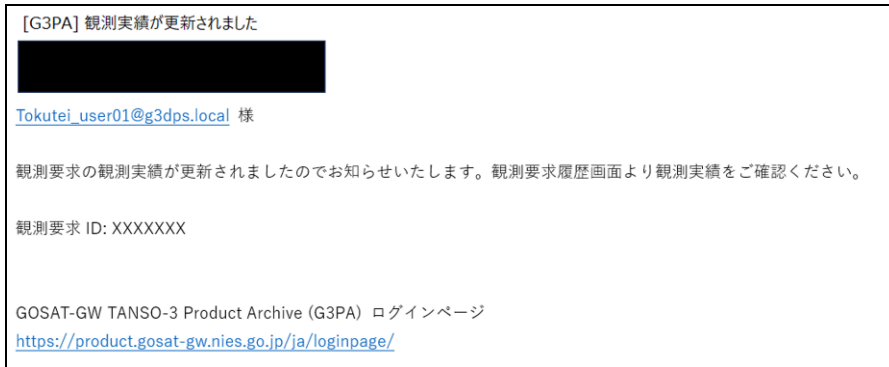 [G3PA] 観測実績が更新されました
Tokutei_user01@g3dps.local 様
観測要求の観測実績が更新されましたのでお知らせいたします。観測要求履歴画面より観測実績をご確認ください。
観測要求 ID: XXXXXXX
GOSAT-GW TANSO-3 Product Archive (G3PA) ログインページ
https://product.gosat-gw.nies.go.jp/ja/loginpage/